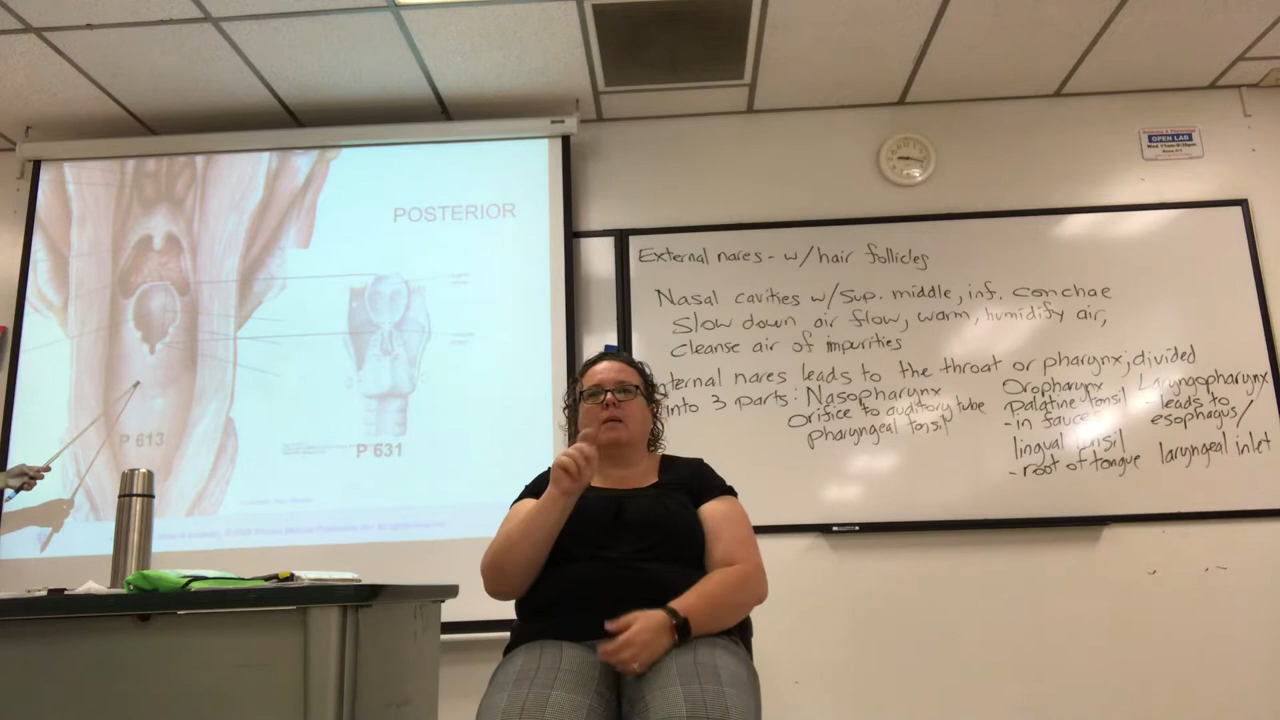 POSTERIOR
P 613
P 631
OPEN LAB
External nares - w/hair follicles
Nasal cavities w/sup. middle, inf. conchae
Slow down air flow, warm, humidify air,
cleanse air of impurities
nternal nares leads to the throat or pharynx; divided
into 3 parts: Nasopharynx
Orifice to auditory tube
pharyngeal tonsil
Oropharynx
palatine tonsil
- in fauces
lingual tonsil
- root of tongue
Laryngopharynx
- leads to
esophagus/
laryngeal inlet